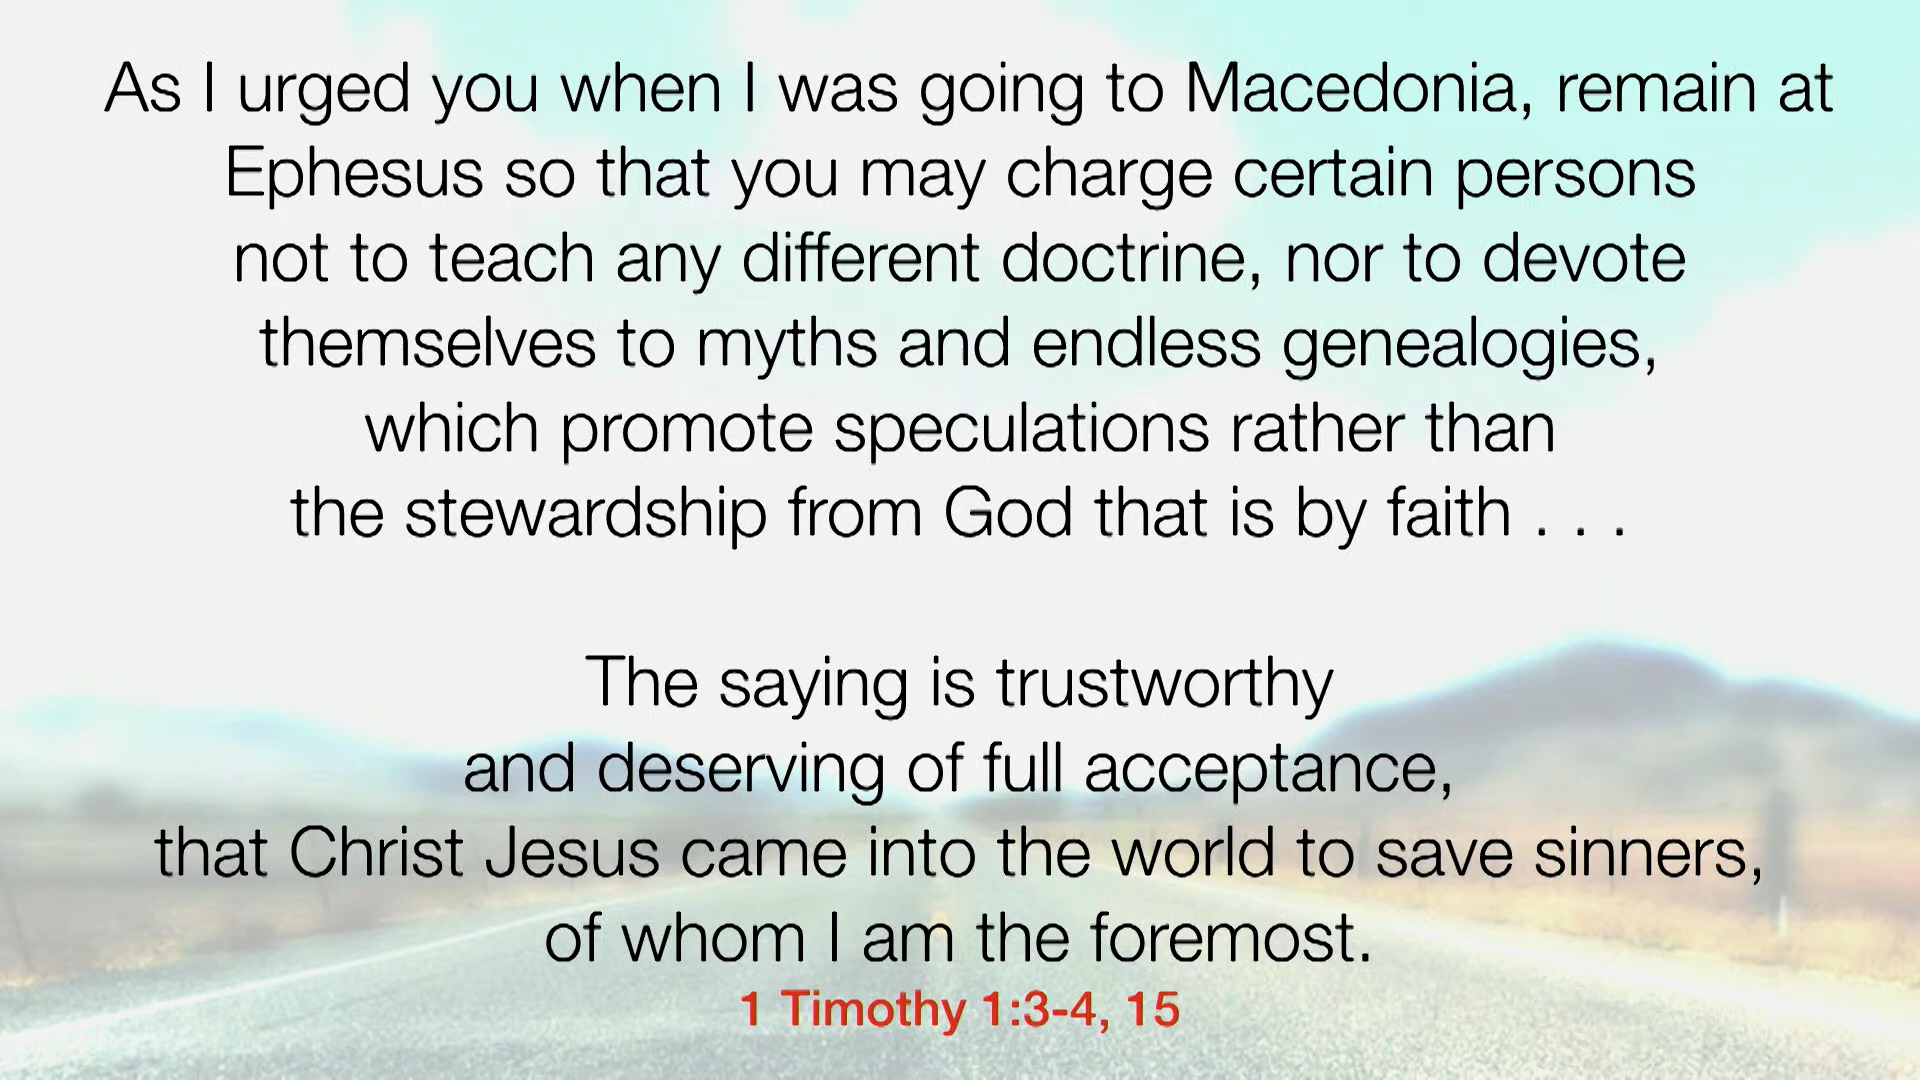 As I urged you when I was going to Macedonia, remain at
Ephesus so that you may charge certain persons
not to teach any different doctrine, nor to devote
themselves to myths and endless genealogies,
which promote speculations rather than
the stewardship from God that is by faith . . .
The saying is trustworthy
and deserving of full acceptance,
that Christ Jesus came into the world to save sinners,
of whom I am the foremost.
1 Timothy 1:3-4, 15